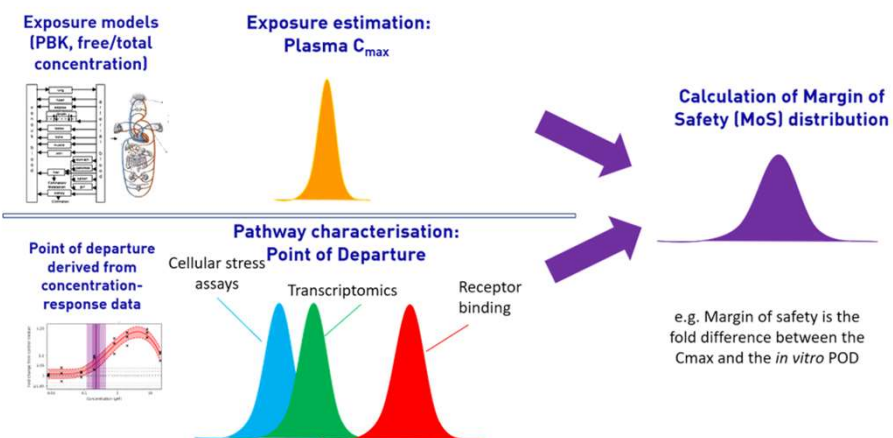 Exposure models
(PBK, free/total
concentration)
Exposure estimation:
Plasma Cmax
Calculation of Margin of
Safety (MoS) distribution
Point of departure
derived from
concentration-
response data
Pathway characterisation:
Point of Departure
Cellular stress
assays
Transcriptomics
Receptor
binding
e.g. Margin of safety is the
fold difference between the
Cmax and the in vitro POD